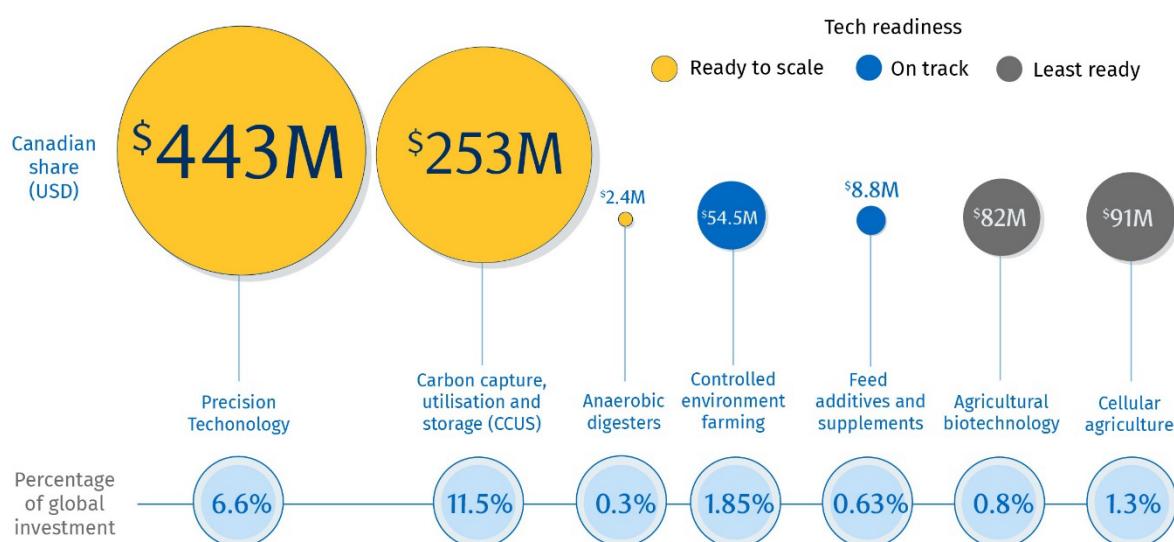 Tech readiness
Ready to scale
On track
Least ready
Canadian
share
(USD)
$443M
$253M
$2.4M
$54.5M
$8.8M
$82M
$91M
Precision
Techonology
Carbon capture,
utilisation and
storage (CCUS)
Anaerobic
digesters
Controlled
environment
farming
Feed
additives and
supplements
Agricultural
biotechnology
Cellular
agriculture
Percentage
of global
investment
6.6%
11.5%
0.3%
1.85%
0.63%
0.8%
1.3%